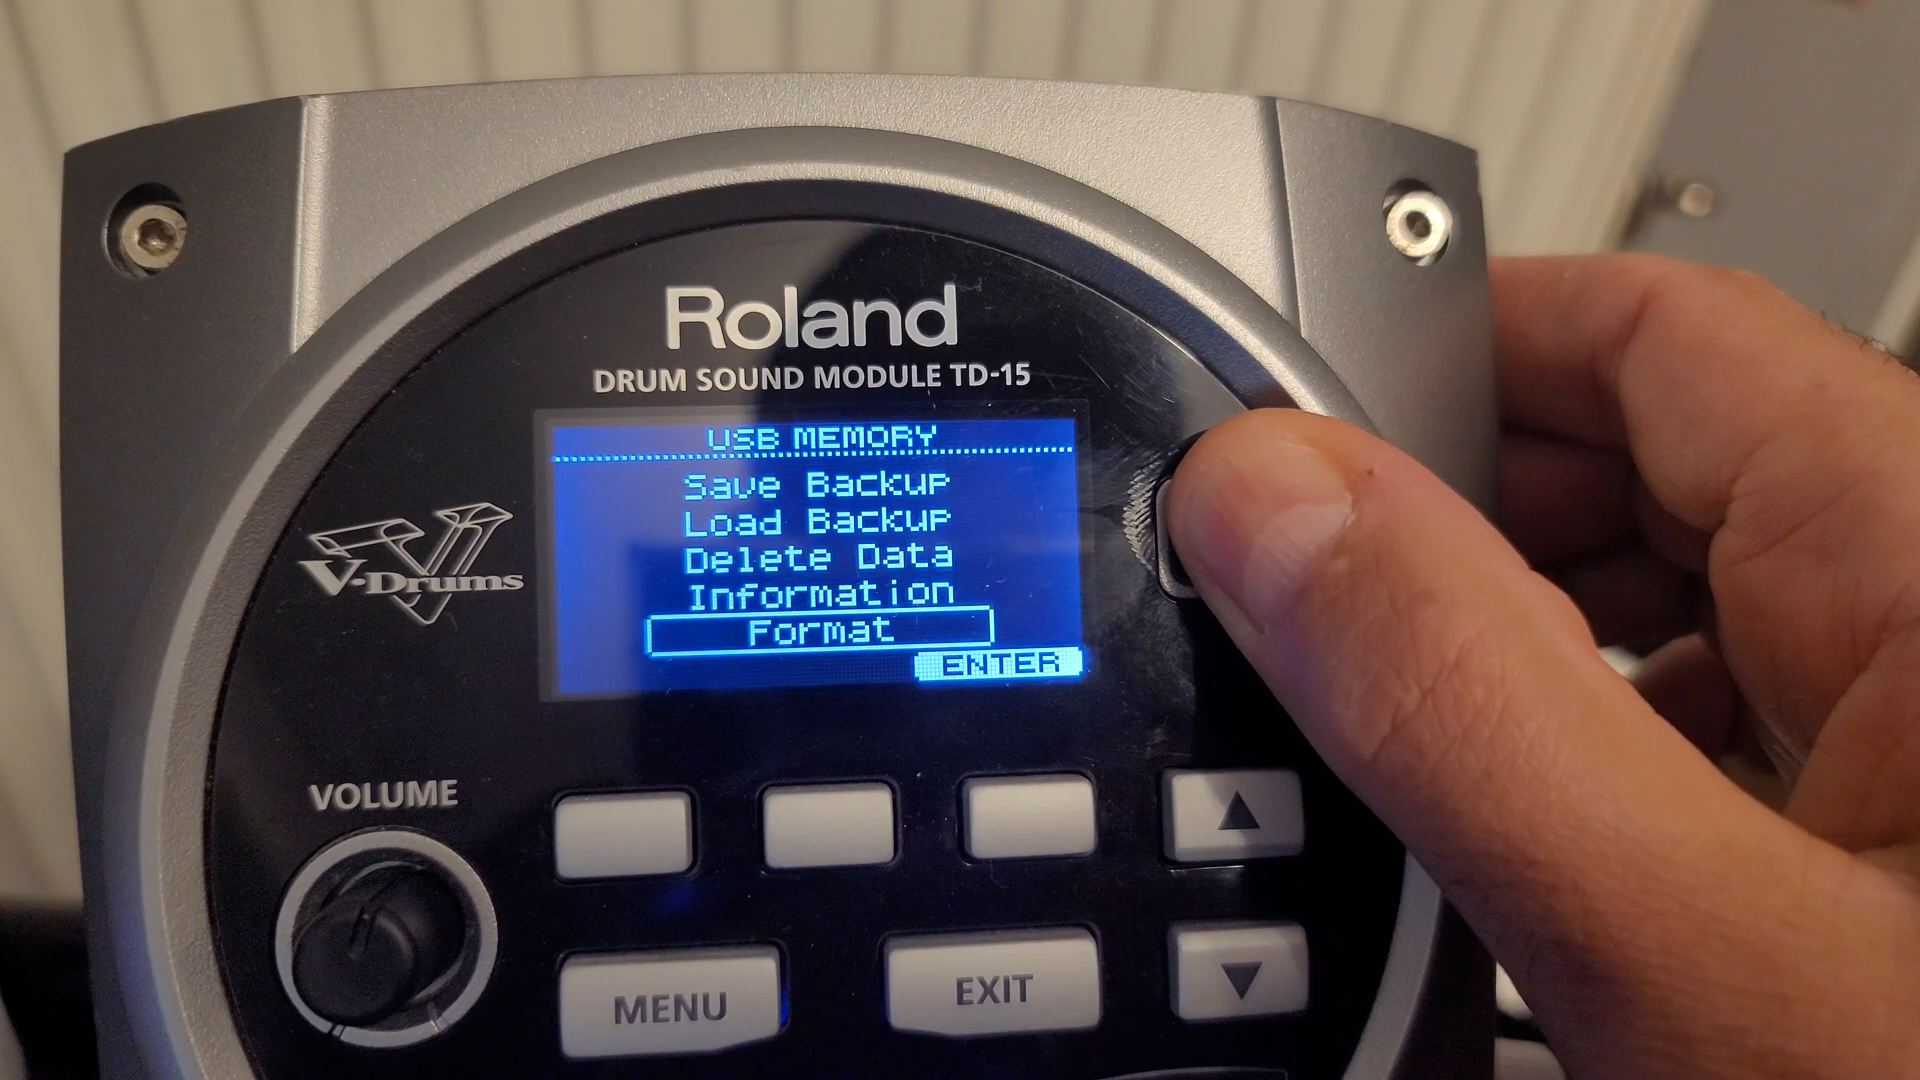 Roland
DRUM SOUND MODULE TD-15
USB MEMORY
Save Backup
Load Backup
Delete Data
Information
Format
ENTER
V-Drums
VOLUME
MENU
EXIT